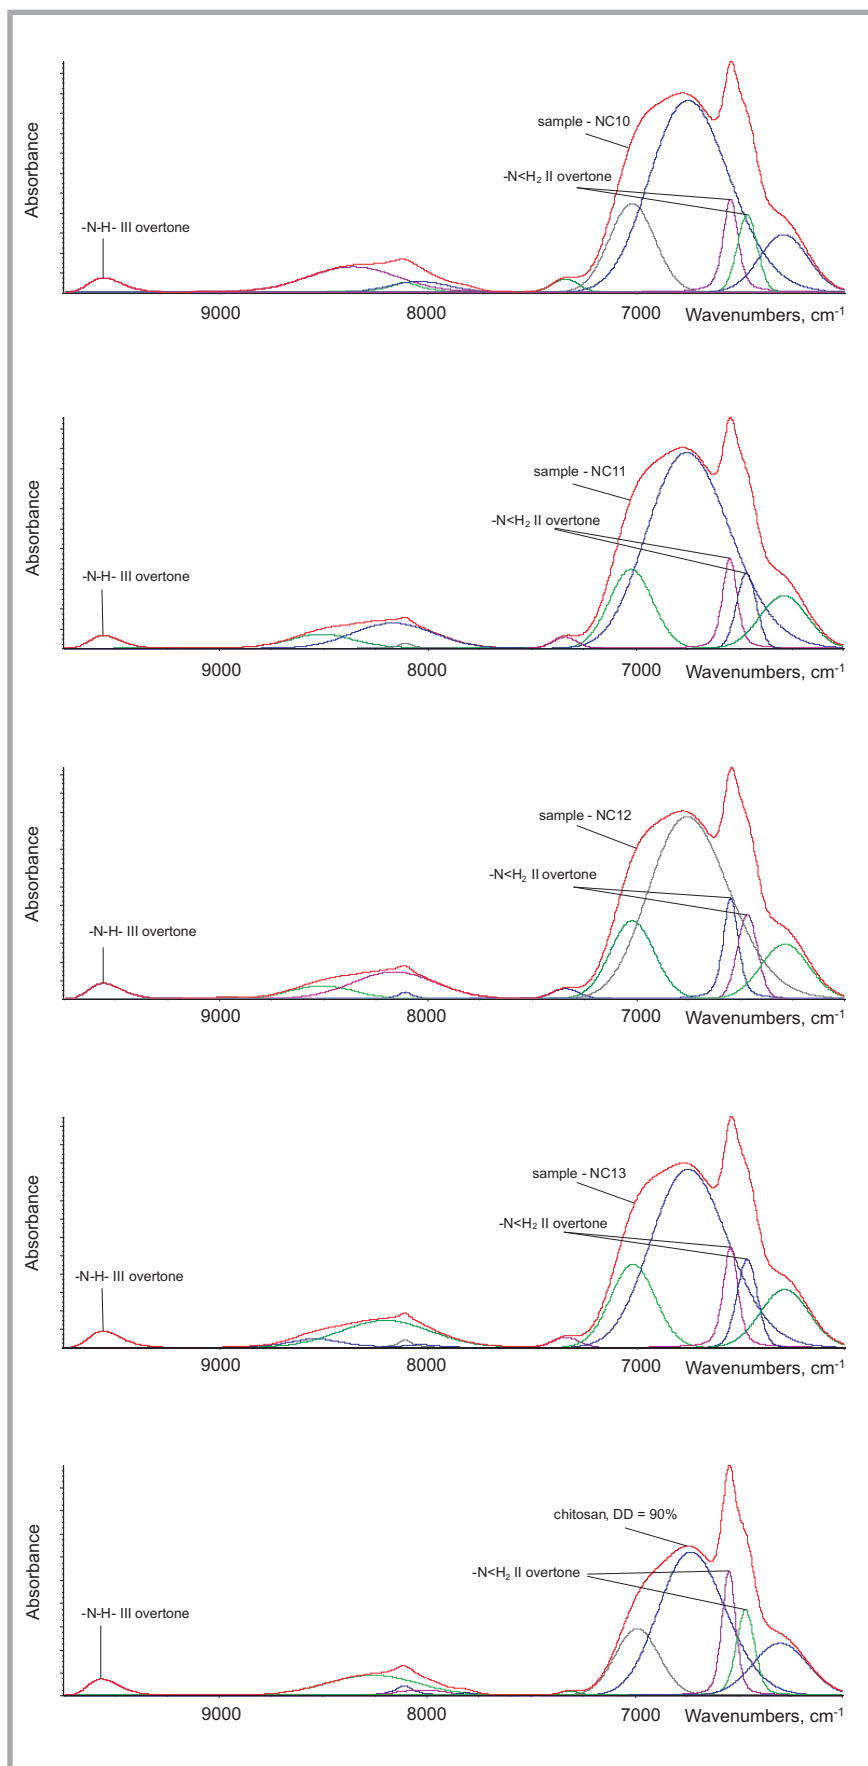 sample - NC10
-N<H₂ II overtone
-N-H- III overtone
Absorbance
9000 8000 7000 Wavenumbers, cm⁻¹
sample - NC11
-N<H₂ II overtone
-N-H- III overtone
Absorbance
9000 8000 7000 Wavenumbers, cm⁻¹
sample - NC12
-N<H₂ II overtone
-N-H- III overtone
Absorbance
9000 8000 7000 Wavenumbers, cm⁻¹
sample - NC13
-N<H₂ II overtone
-N-H- III overtone
Absorbance
9000 8000 7000 Wavenumbers, cm⁻¹
chitosan, DD = 90%
-N<H₂ II overtone
-N-H- III overtone
Absorbance
9000 8000 7000 Wavenumbers, cm⁻¹